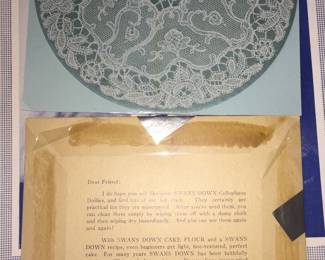 Dear Friend:
I do hope you will like your SWANS DOWN Cellophane
Doilies, and find lots of use for them. They certainly are
practical for they are waterproof. After you've used them, you
can clean them simply by wiping them off with a damp cloth
and then wiping dry immediately. And you can use them again
and again!
With SWANS DOWN CAKE FLOUR and a SWANS
DOWN recipe, even beginners get light, fine-textured, perfect
cake. For many years SWANS DOWN has been faithfully